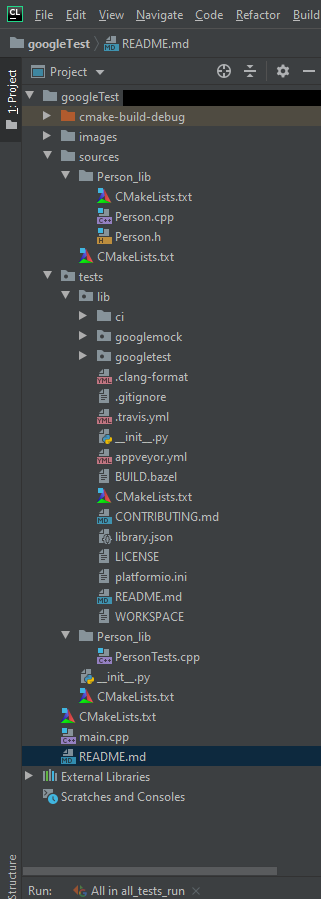 CL File Edit View Navigate Code Refactor Build
googleTest README.md
1: Project
Project
googleTest
cmake-build-debug
images
sources
Person_lib
CMakeLists.txt
Person.cpp
Person.h
CMakeLists.txt
tests
lib
ci
googlemock
googletest
.clang-format
.gitignore
.travis.yml
__init__.py
appveyor.yml
BUILD.bazel
CMakeLists.txt
CONTRIBUTING.md
library.json
LICENSE
platformio.ini
README.md
WORKSPACE
Person_lib
PersonTests.cpp
__init__.py
CMakeLists.txt
CMakeLists.txt
main.cpp
README.md
External Libraries
Scratches and Consoles
Structure
Run: All in all_tests_run